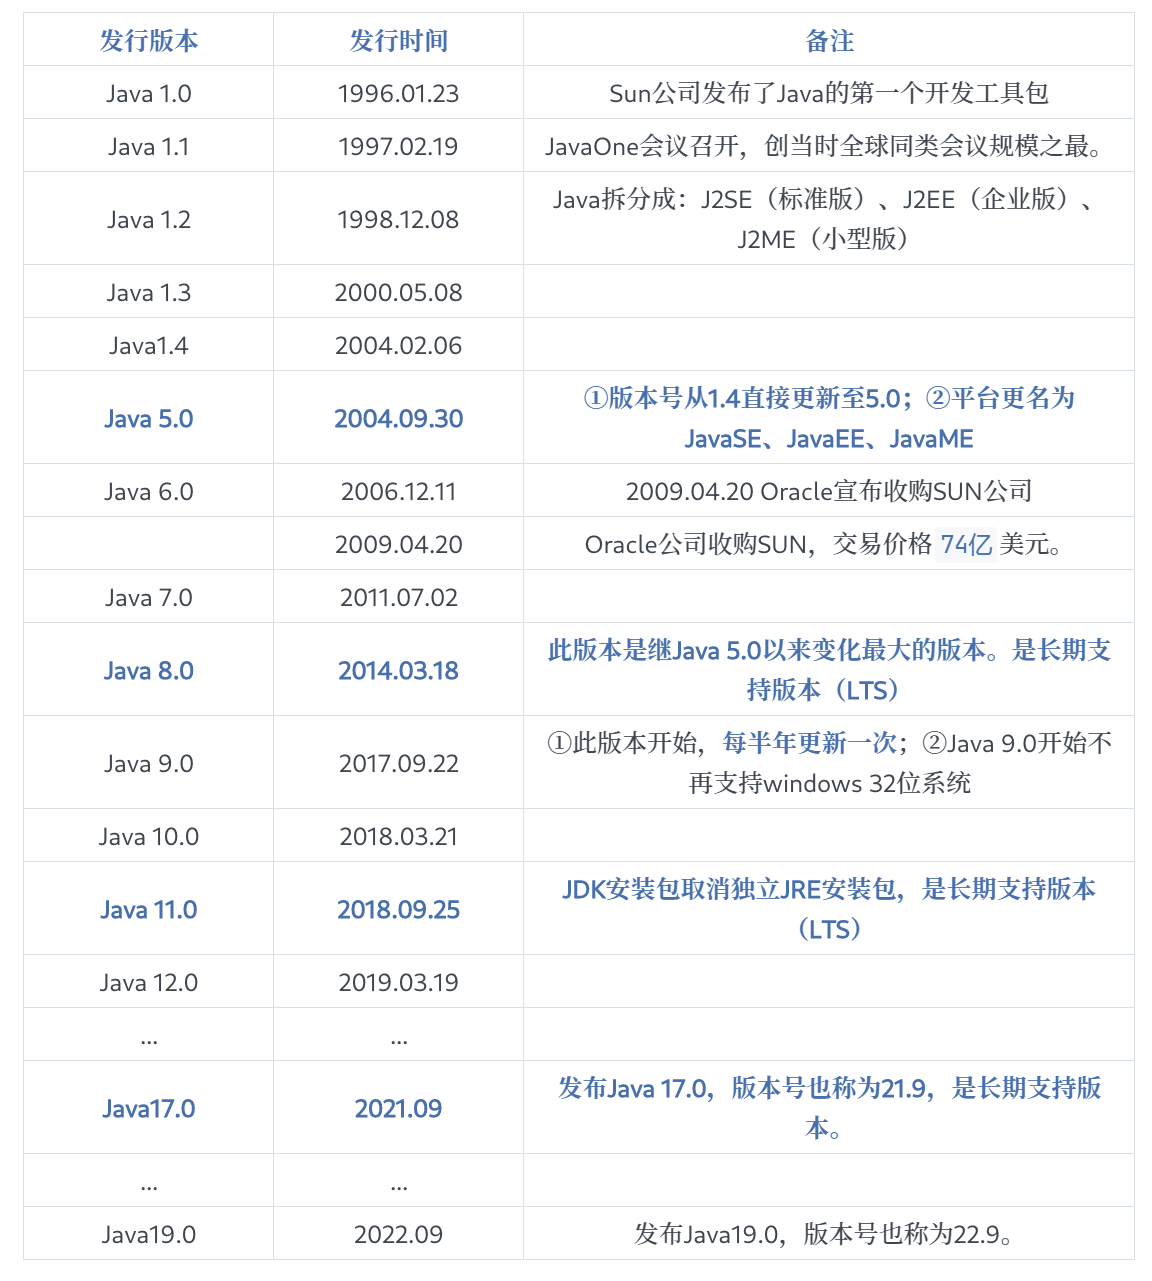 发行版本 发行时间 备注
Java 1.0 1996.01.23 Sun公司发布了Java的第一个开发工具包
Java 1.1 1997.02.19 JavaOne会议召开，创当时全球同类会议规模之最。
Java 1.2 1998.12.08 Java拆分成：J2SE（标准版）、J2EE（企业版）、
J2ME（小型版）
Java 1.3 2000.05.08
Java1.4 2004.02.06
Java 5.0 2004.09.30 ①版本号从1.4直接更新至5.0；②平台更名为
JavaSE、JavaEE、JavaME
Java 6.0 2006.12.11 2009.04.20 Oracle宣布收购SUN公司
2009.04.20 Oracle公司收购SUN，交易价格 74亿 美元。
Java 7.0 2011.07.02
Java 8.0 2014.03.18 此版本是继Java 5.0以来变化最大的版本。是长期支
持版本（LTS）
Java 9.0 2017.09.22 ①此版本开始，每半年更新一次；②Java 9.0开始不
再支持windows 32位系统
Java 10.0 2018.03.21
Java 11.0 2018.09.25 JDK安装包取消独立JRE安装包，是长期支持版本
（LTS）
Java 12.0 2019.03.19
... ...
Java17.0 2021.09 发布Java 17.0，版本号也称为21.9，是长期支持版
本。
... ...
Java19.0 2022.09 发布Java19.0，版本号也称为22.9。